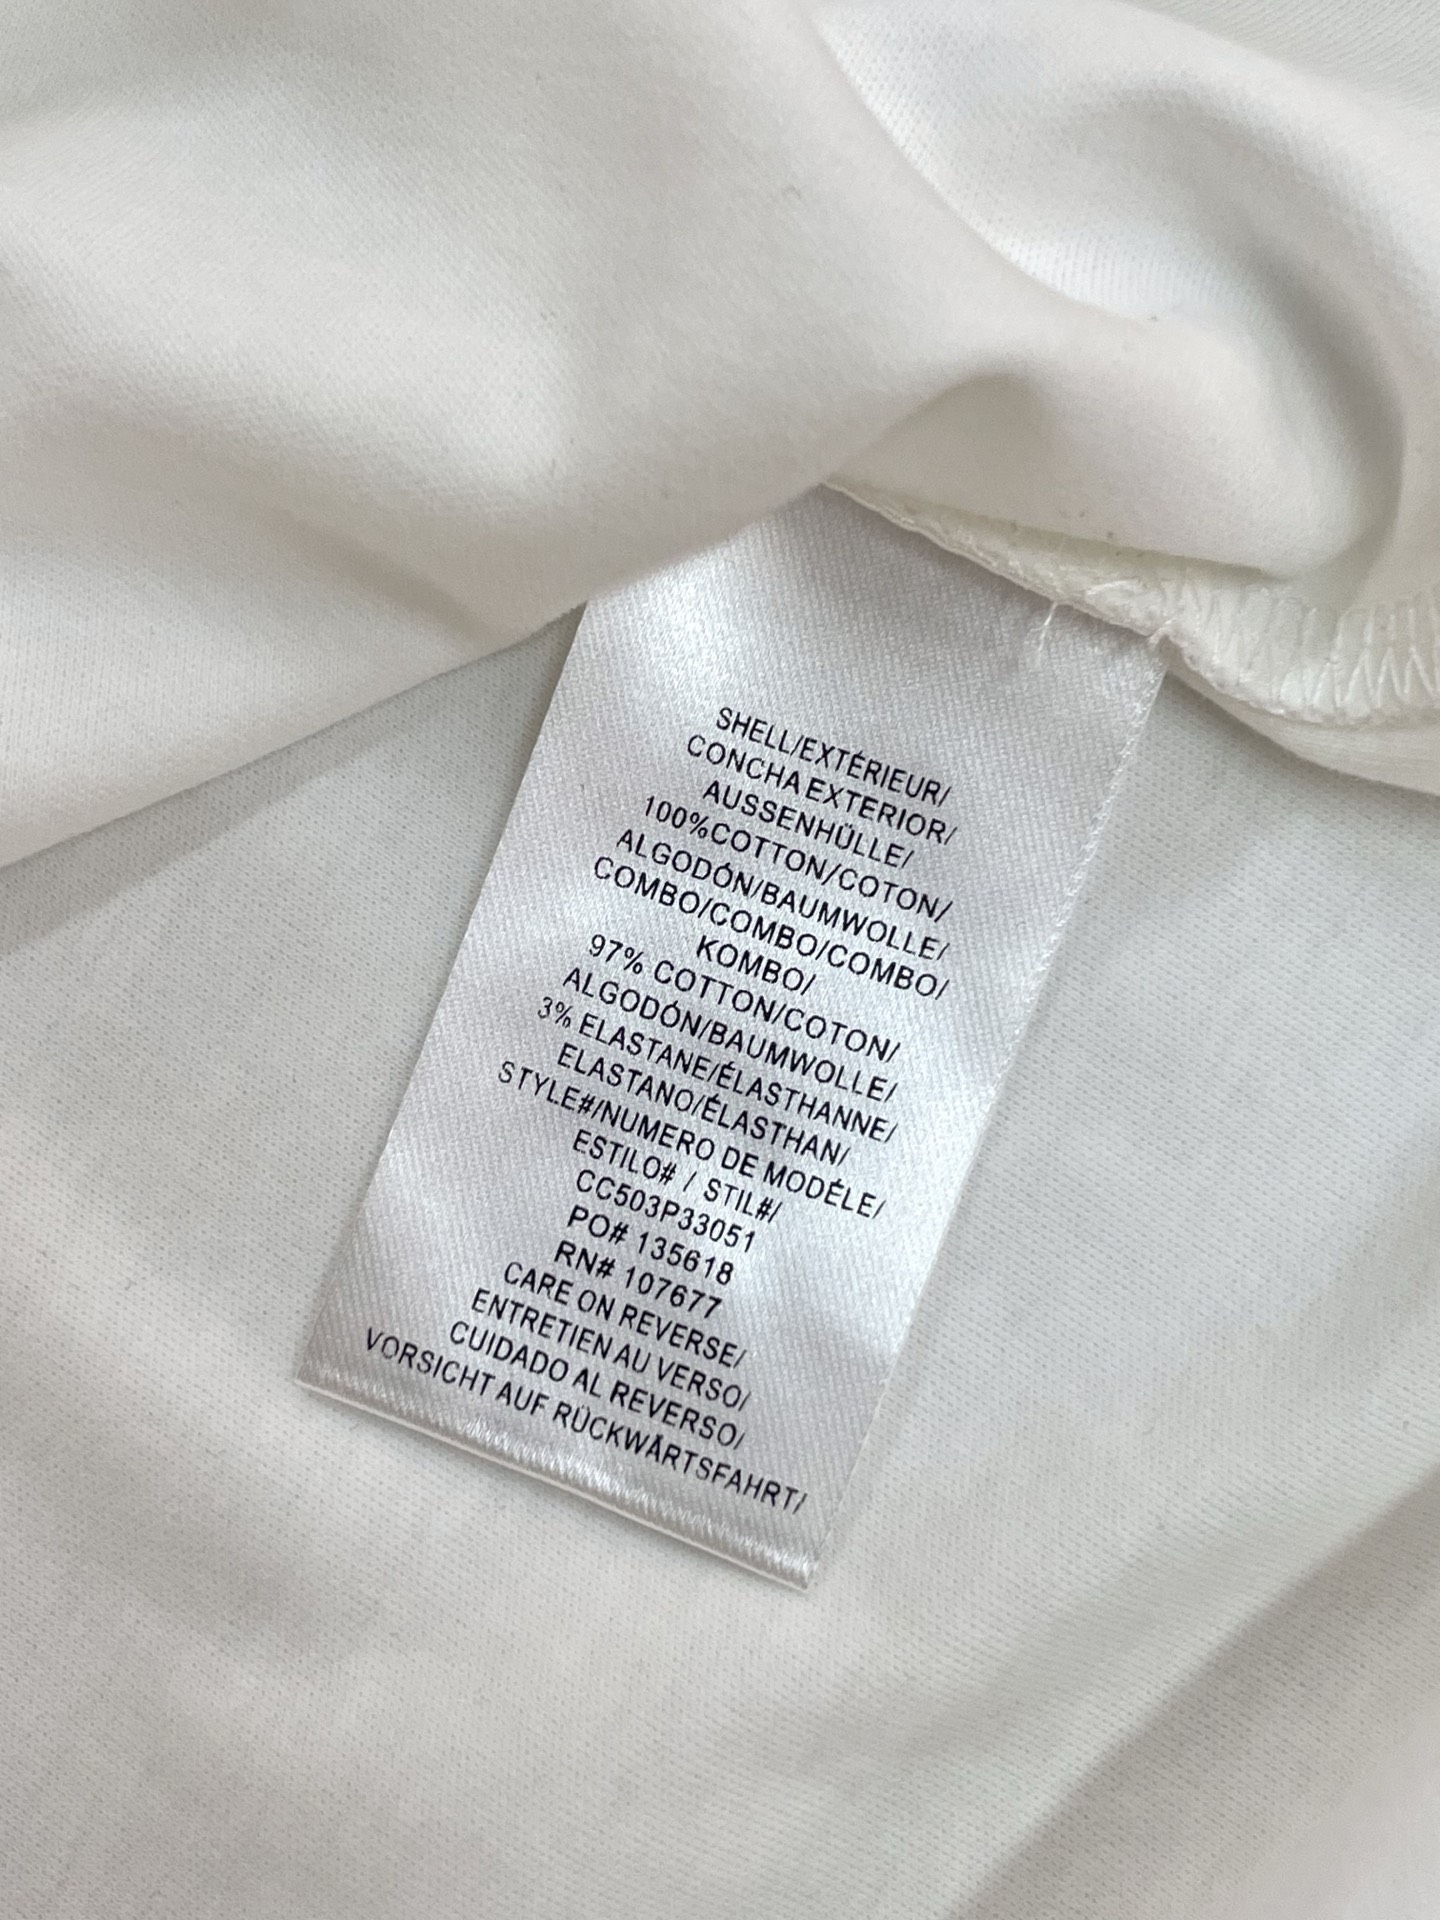 SHELL/EXTÉRIEUR/
CONCHA EXTERIOR/
AUSSENHÜLLE/
100%COTTON/COTON/
ALGODÓN/BAUMWOLLE/
COMBO/COMBO/COMBO/
KOMBO/
97% COTTON/COTON/
ALGODÓN/BAUMWOLLE/
3% ELASTANE/ÉLASTHANNE/
ELASTANO/ÉLASTHAN/
STYLE#/NUMERO DE MODÉLE/
ESTILO# / STIL#/
CC503P33051
PO# 135618
RN# 107677
CARE ON REVERSE/
ENTRETIEN AU VERSO/
CUIDADO AL REVERSO/
VORSICHT AUF RÜCKWÄRTSFAHRT/